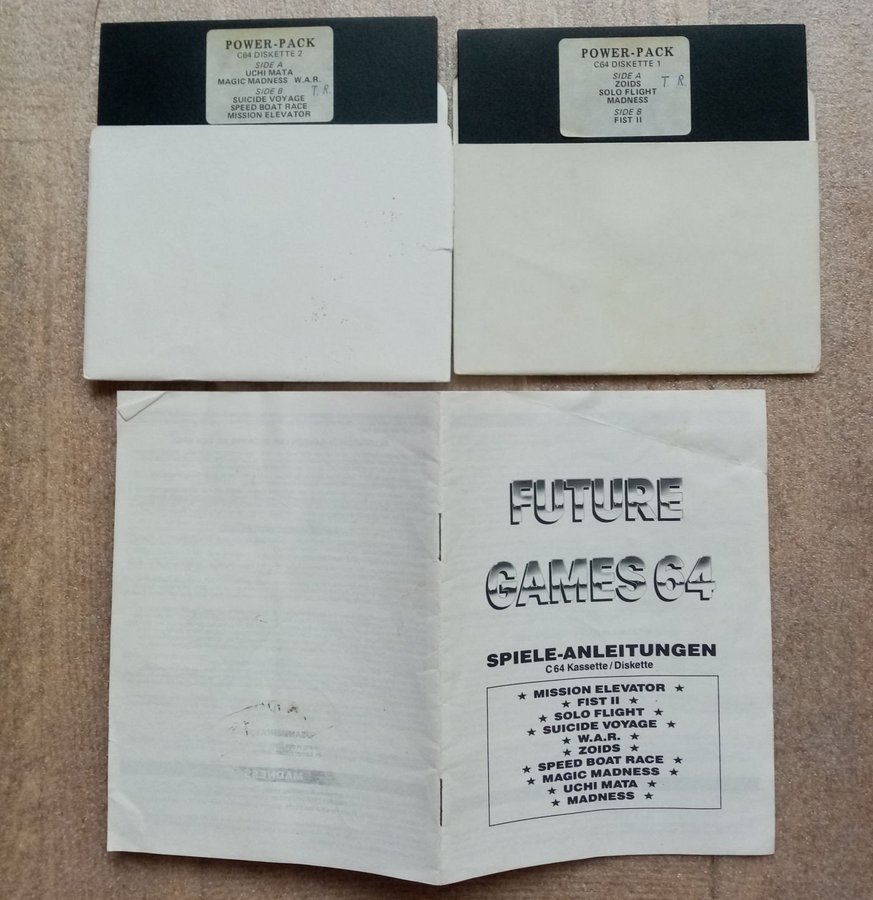 POWER-PACK
C64 DISKETTE 2
SIDE A
UCHI MATA
MAGIC MADNESS W.A.R.
SIDE B T.R.
SUICIDE VOYAGE
SPEED BOAT RACE
MISSION ELEVATOR
POWER-PACK
C64 DISKETTE 1
SIDE A
ZOIDS T.R.
SOLO FLIGHT
MADNESS
SIDE B
FIST II
FUTURE
GAMES 64
SPIELE-ANLEITUNGEN
C 64 Kassette/Diskette
★ MISSION ELEVATOR ★
★ FIST II ★
★ SOLO FLIGHT ★
★ SUICIDE VOYAGE ★
★ W.A.R. ★
★ ZOIDS ★
★ SPEED BOAT RACE ★
★ MAGIC MADNESS ★
★ UCHI MATA ★
★ MADNESS ★
MADNESS